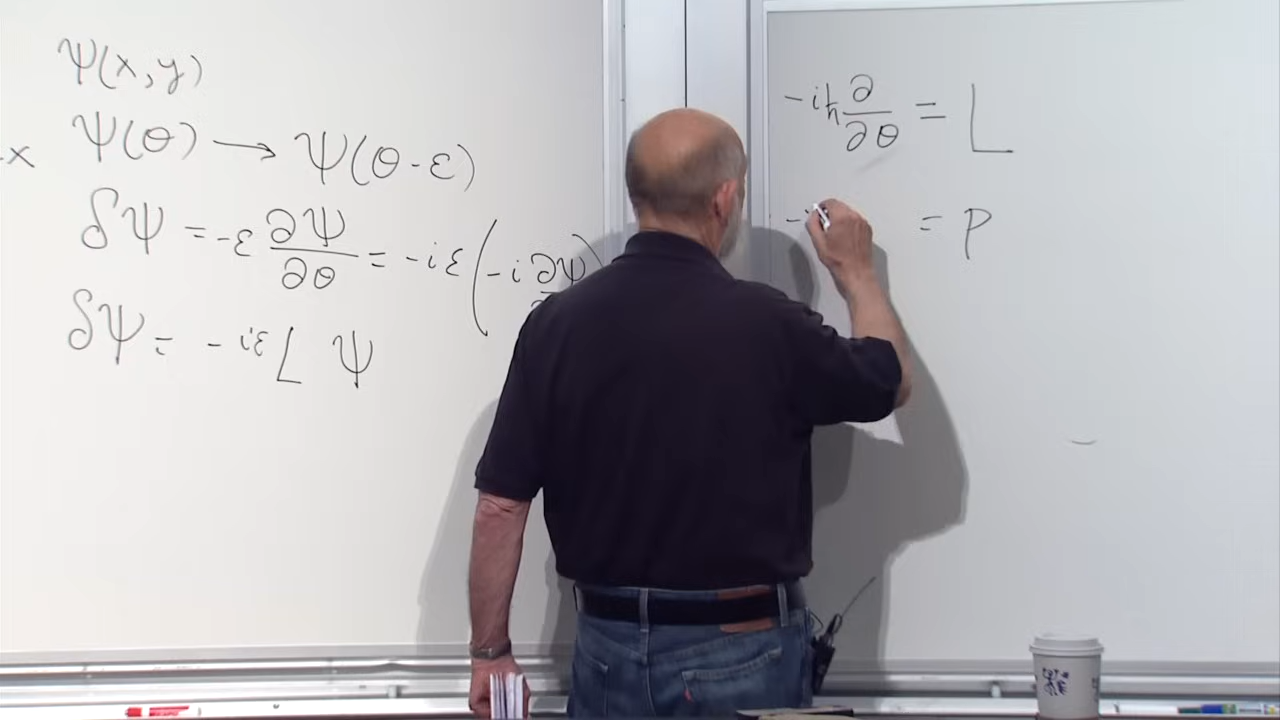 ψ(x,y)
x ψ(θ) → ψ(θ-ε)
δψ = -ε ∂ψ/∂θ = -iε(-i ∂ψ)
δψ = -iε L ψ
-iħ ∂/∂θ = L
- = P